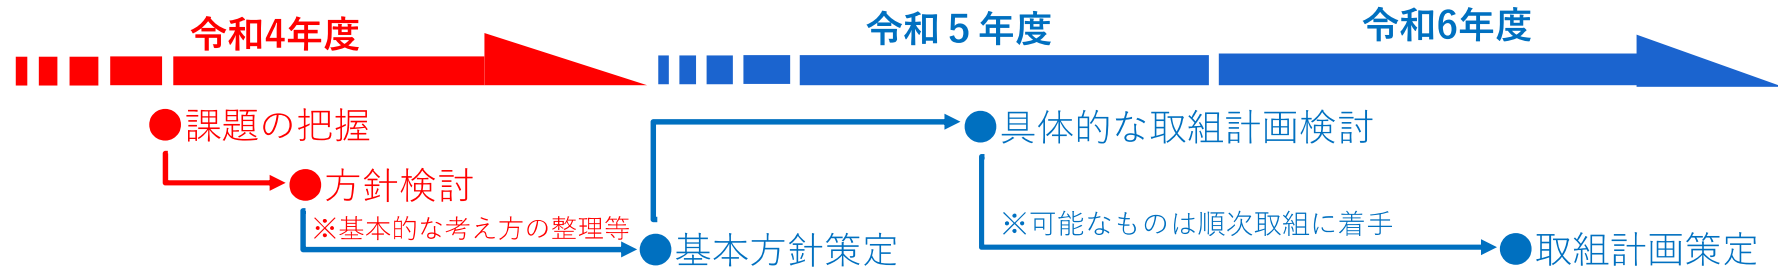 令和4年度
令和５年度
令和6年度
●課題の把握
●方針検討
※基本的な考え方の整理等
●基本方針策定
●具体的な取組計画検討
※可能なものは順次取組に着手
●取組計画策定